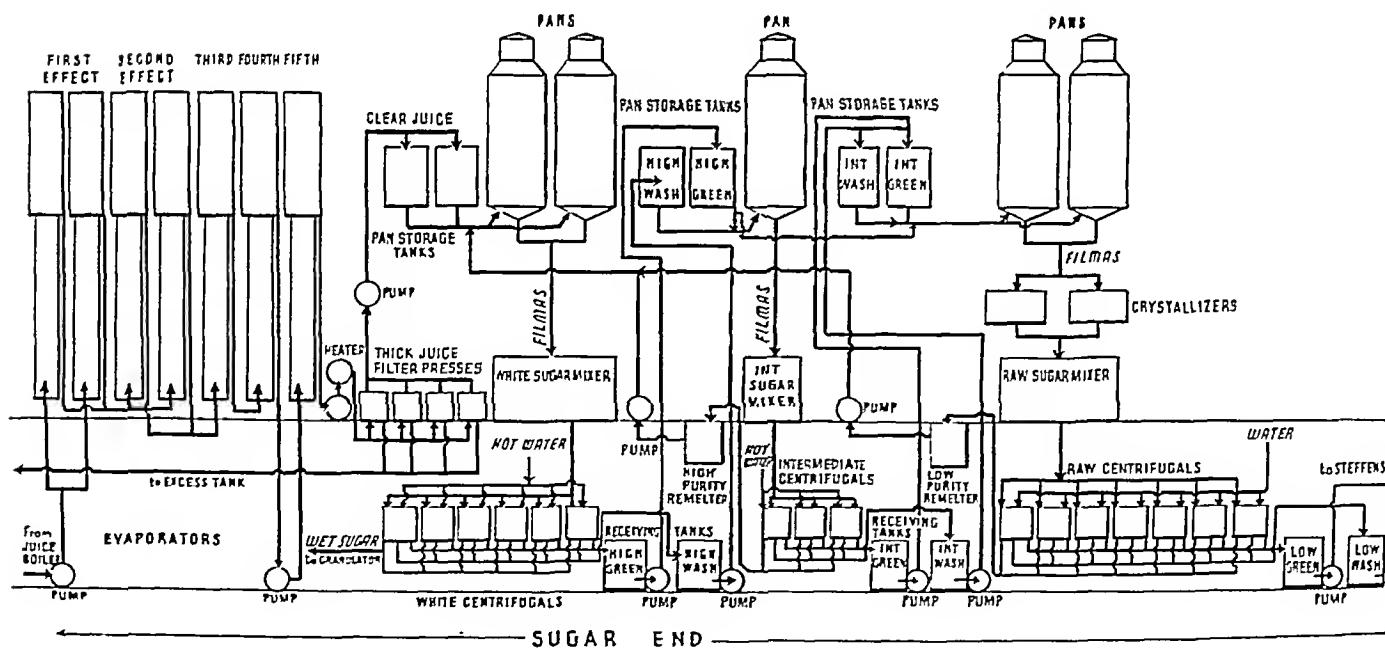 PANS
PAN
PANS
FIRST EFFECT
SECOND EFFECT
THIRD FOURTH FIFTH
CLEAR JUICE
PAN STORAGE TANKS
PAN STORAGE TANKS
HIGH WASH
HIGH GREEN
INT WASH
INT GREEN
PAN STORAGE TANKS
FILMAS
PUMP
FILMAS
FILMAS
CRYSTALLIZERS
HEATER
THICK JUICE
FILTER PRESSES
WHITE SUGAR MIXER
INT SUGAR MIXER
RAW SUGAR MIXER
PUMP
PUMP
HOT WATER
HIGH PURITY REMELTER
HOT
INTERMEDIATE CENTRIFUGALS
LOW PURITY REMELTER
RAW CENTRIFUGALS
WATER
to STEFFENS
to EXCESS TANK
From JUICE BOILER
EVAPORATORS
WET SUGAR
to GRANULATOR
RECEIVING TANKS
HIGH GREEN
HIGH WASH
RECEIVING TANKS
INT GREEN
INT WASH
LOW GREEN
LOW WASH
PUMP
PUMP
WHITE CENTRIFUGALS
PUMP
PUMP
PUMP
PUMP
PUMP
SUGAR END